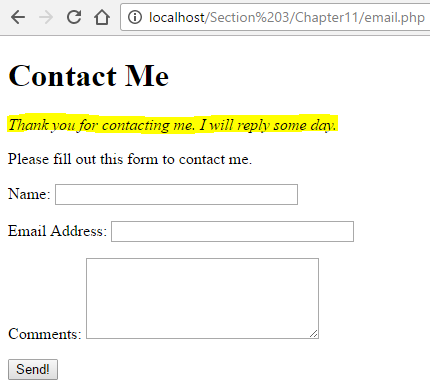 localhost/Section%203/Chapter11/email.php
Contact Me
Thank you for contacting me. I will reply some day.
Please fill out this form to contact me.
Name:
Email Address:
Comments:
Send!